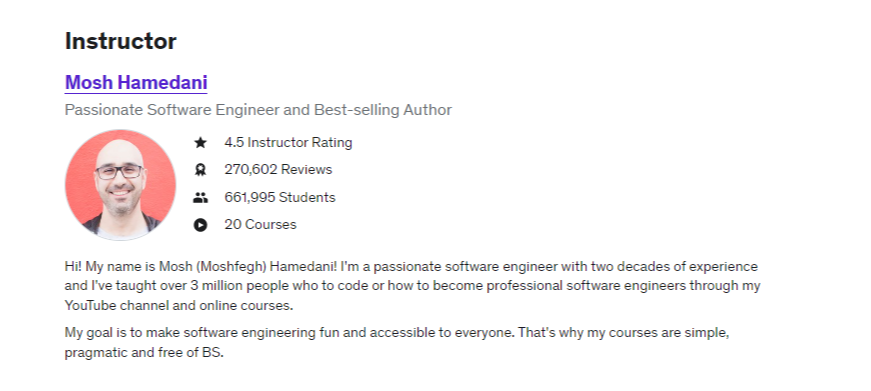 Instructor
Mosh Hamedani
Passionate Software Engineer and Best-selling Author
4.5 Instructor Rating
270,602 Reviews
661,995 Students
20 Courses
Hi! My name is Mosh (Moshfegh) Hamedani! I'm a passionate software engineer with two decades of experience
and I've taught over 3 million people who to code or how to become professional software engineers through my
YouTube channel and online courses.
My goal is to make software engineering fun and accessible to everyone. That's why my courses are simple,
pragmatic and free of BS.